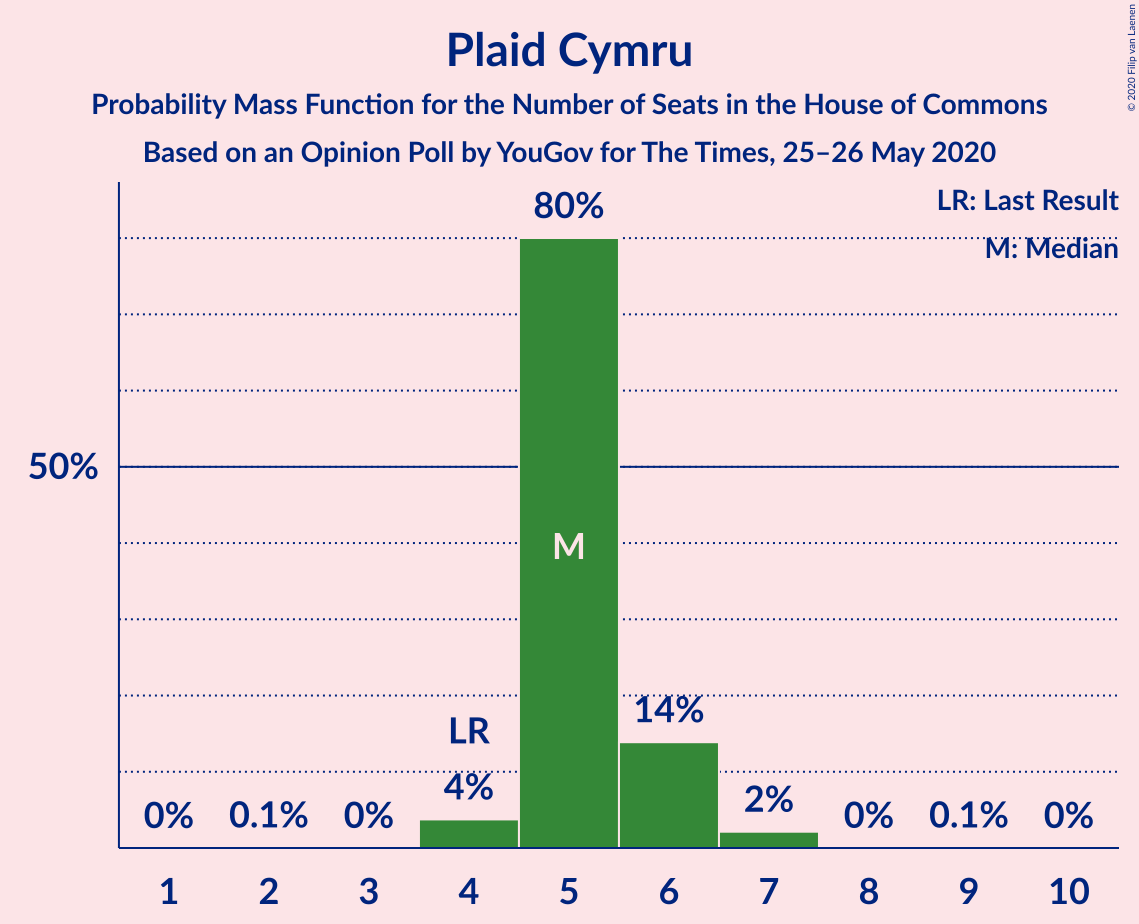 Plaid Cymru
Probability Mass Function for the Number of Seats in the House of Commons
Based on an Opinion Poll by YouGov for The Times, 25–26 May 2020
© 2020 Filip van Laenen
LR: Last Result
M: Median
80%
50%
M
14%
LR
4%
2%
0% 0.1% 0% 0% 0.1% 0%
1 2 3 4 5 6 7 8 9 10